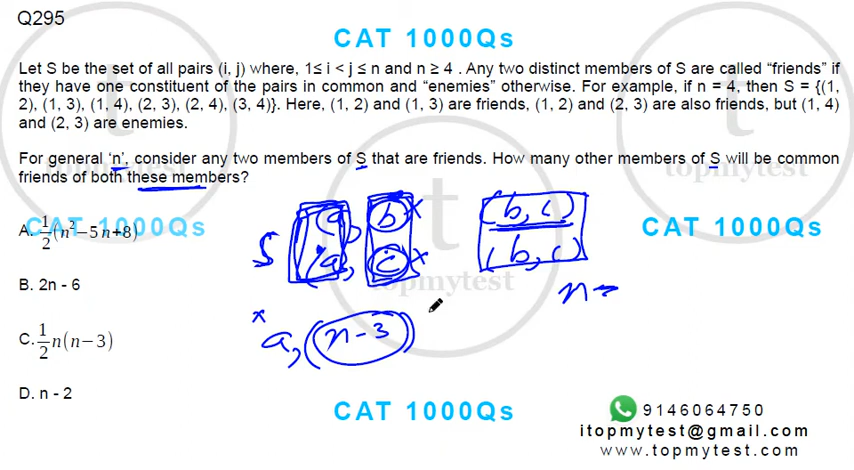 Q295
CAT 1000Qs
Let S be the set of all pairs (i, j) where, 1≤ i < j ≤ n and n ≥ 4 . Any two distinct members of S are called “friends” if
they have one constituent of the pairs in common and “enemies” otherwise. For example, if n = 4, then S = {(1,
2), (1, 3), (1, 4), (2, 3), (2, 4), (3, 4)}. Here, (1, 2) and (1, 3) are friends, (1, 2) and (2, 3) are also friends, but (1, 4)
and (2, 3) are enemies.
For general ‘n’, consider any two members of S that are friends. How many other members of S will be common
friends of both these members?
A. 1/2 (n²−5n+8)
CAT 1000Qs
CAT 1000Qs
S
(a, b) x
(a, c) x
(b, c)
(b, c)
topmytest
B. 2n - 6
n =
x
a, (n-3)
C. 1/2 n(n−3)
D. n - 2
CAT 1000Qs
9146064750
itopmytest@gmail.com
www.topmytest.com